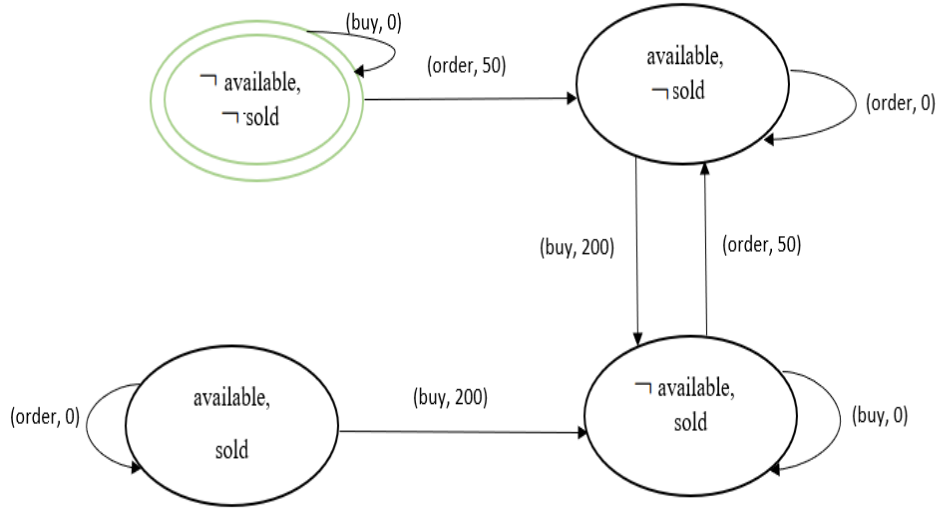 (buy, 0)
¬ available,
¬ sold
(order, 50)
available,
¬ sold
(order, 0)
(buy, 200)
(order, 50)
available,
sold
(order, 0)
(buy, 200)
¬ available,
sold
(buy, 0)